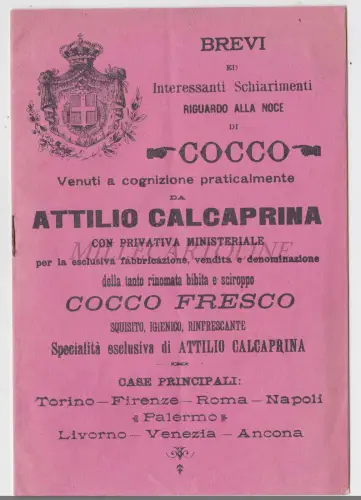 BREVI
ED
Interessanti Schiarimenti
RIGUARDO ALLA NOCE
DI
COCCO
Venuti a cognizione praticalmente
DA
ATTILIO CALCAPRINA
CON PRIVATIVA MINISTERIALE
per la esclusiva fabbricazione, vendita e denominazione
della tanto rinomata bibita e sciroppo
COCCO FRESCO
SQUISITO, IGIENICO, RINFRESCANTE
Specialità esclusiva di ATTILIO CALCAPRINA
CASE PRINCIPALI:
Torino — Firenze — Roma — Napoli
« Palermo »
Livorno — Venezia — Ancona